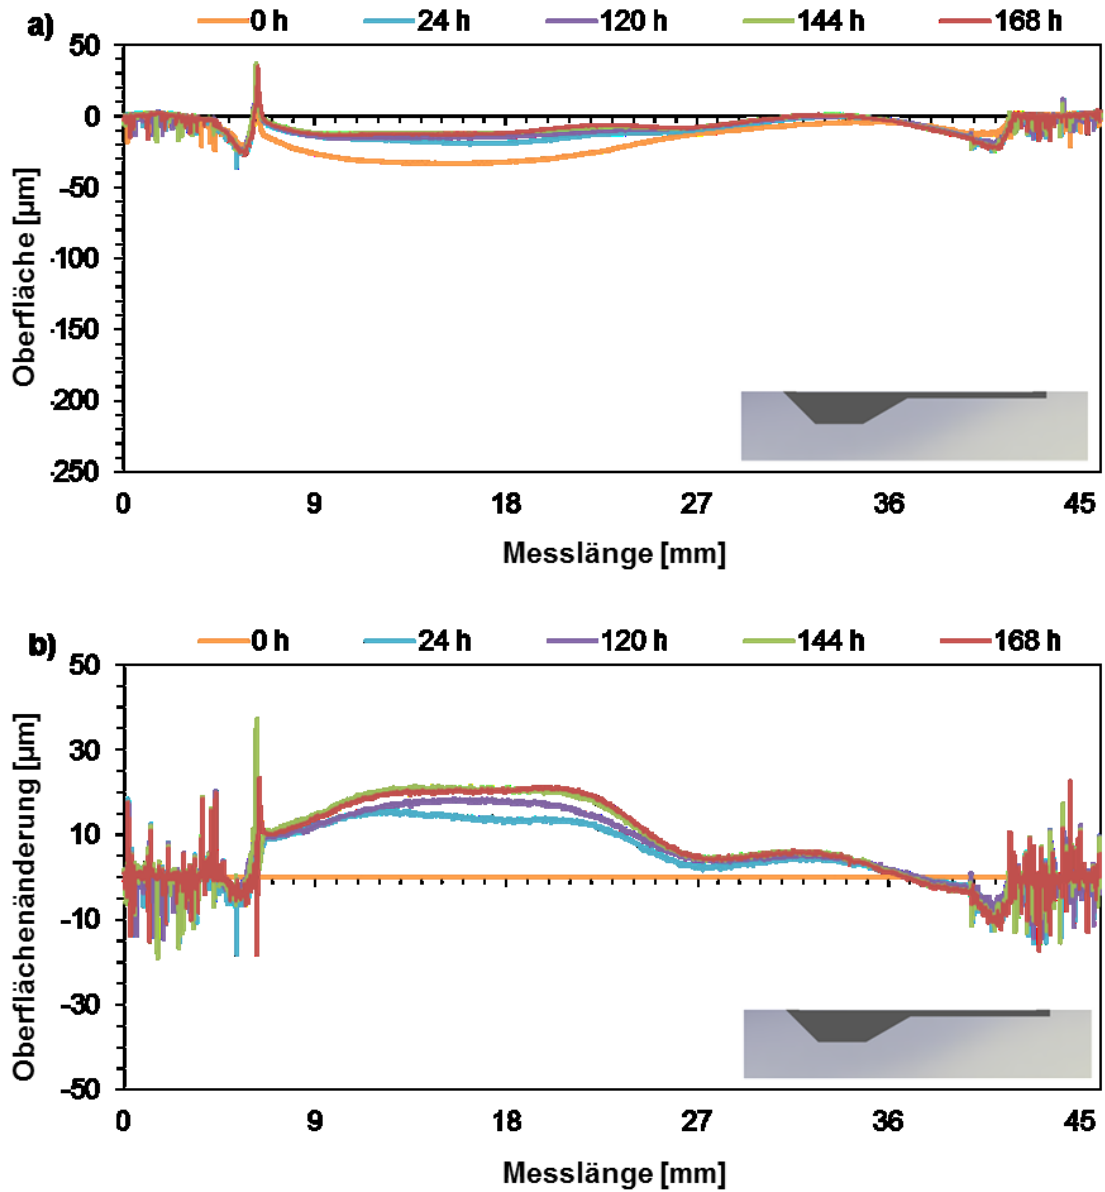 a)
0 h 24 h 120 h 144 h 168 h
50
0
-50
-100
-150
-200
-250
Oberfläche [µm]
0 9 18 27 36 45
Messlänge [mm]
b)
0 h 24 h 120 h 144 h 168 h
50
30
10
-10
-30
-50
Oberflächenänderung [µm]
0 9 18 27 36 45
Messlänge [mm]